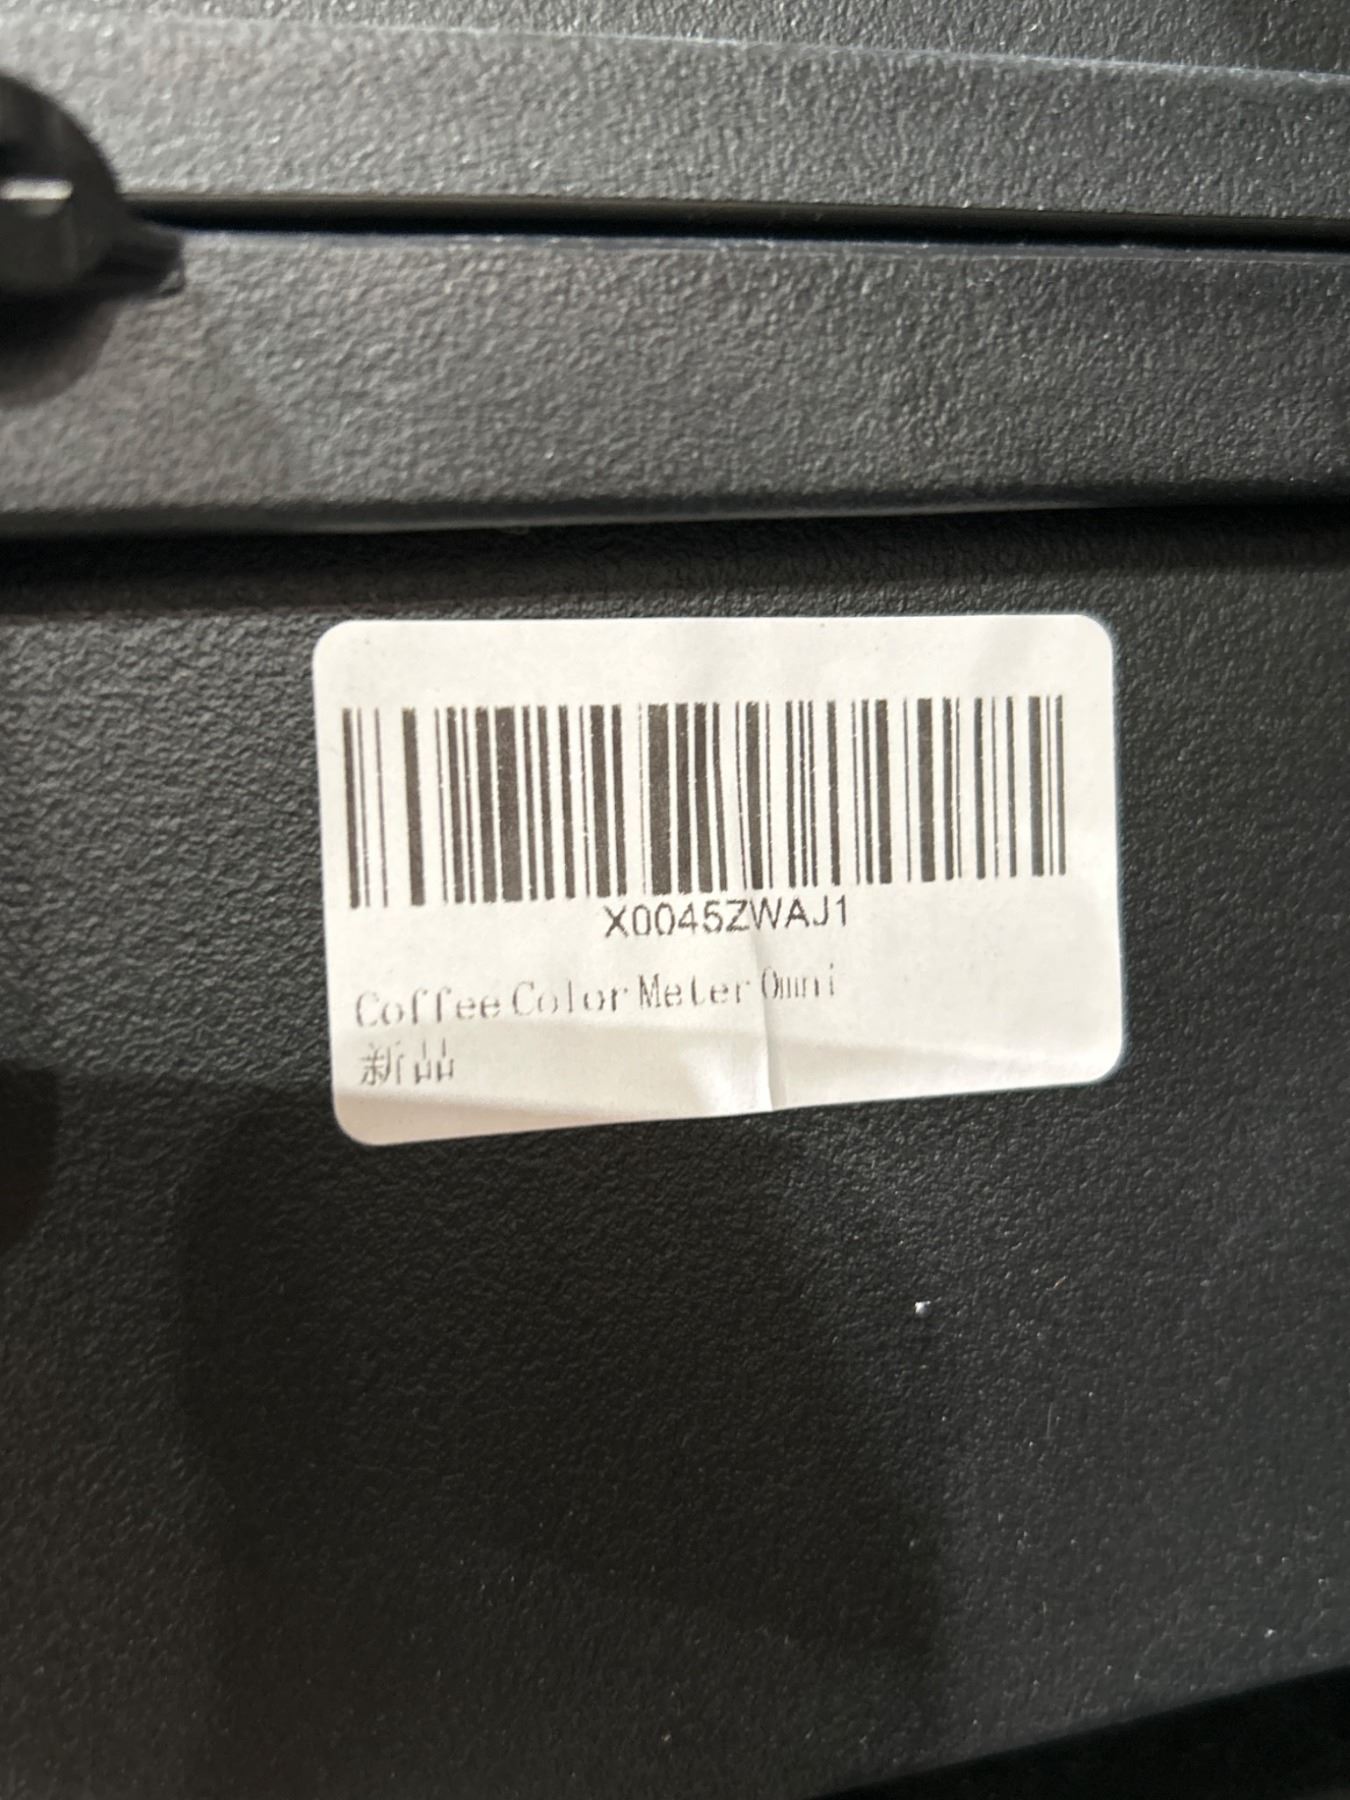 X0045ZWAJ1
Coffee Color Meter Omni
新品